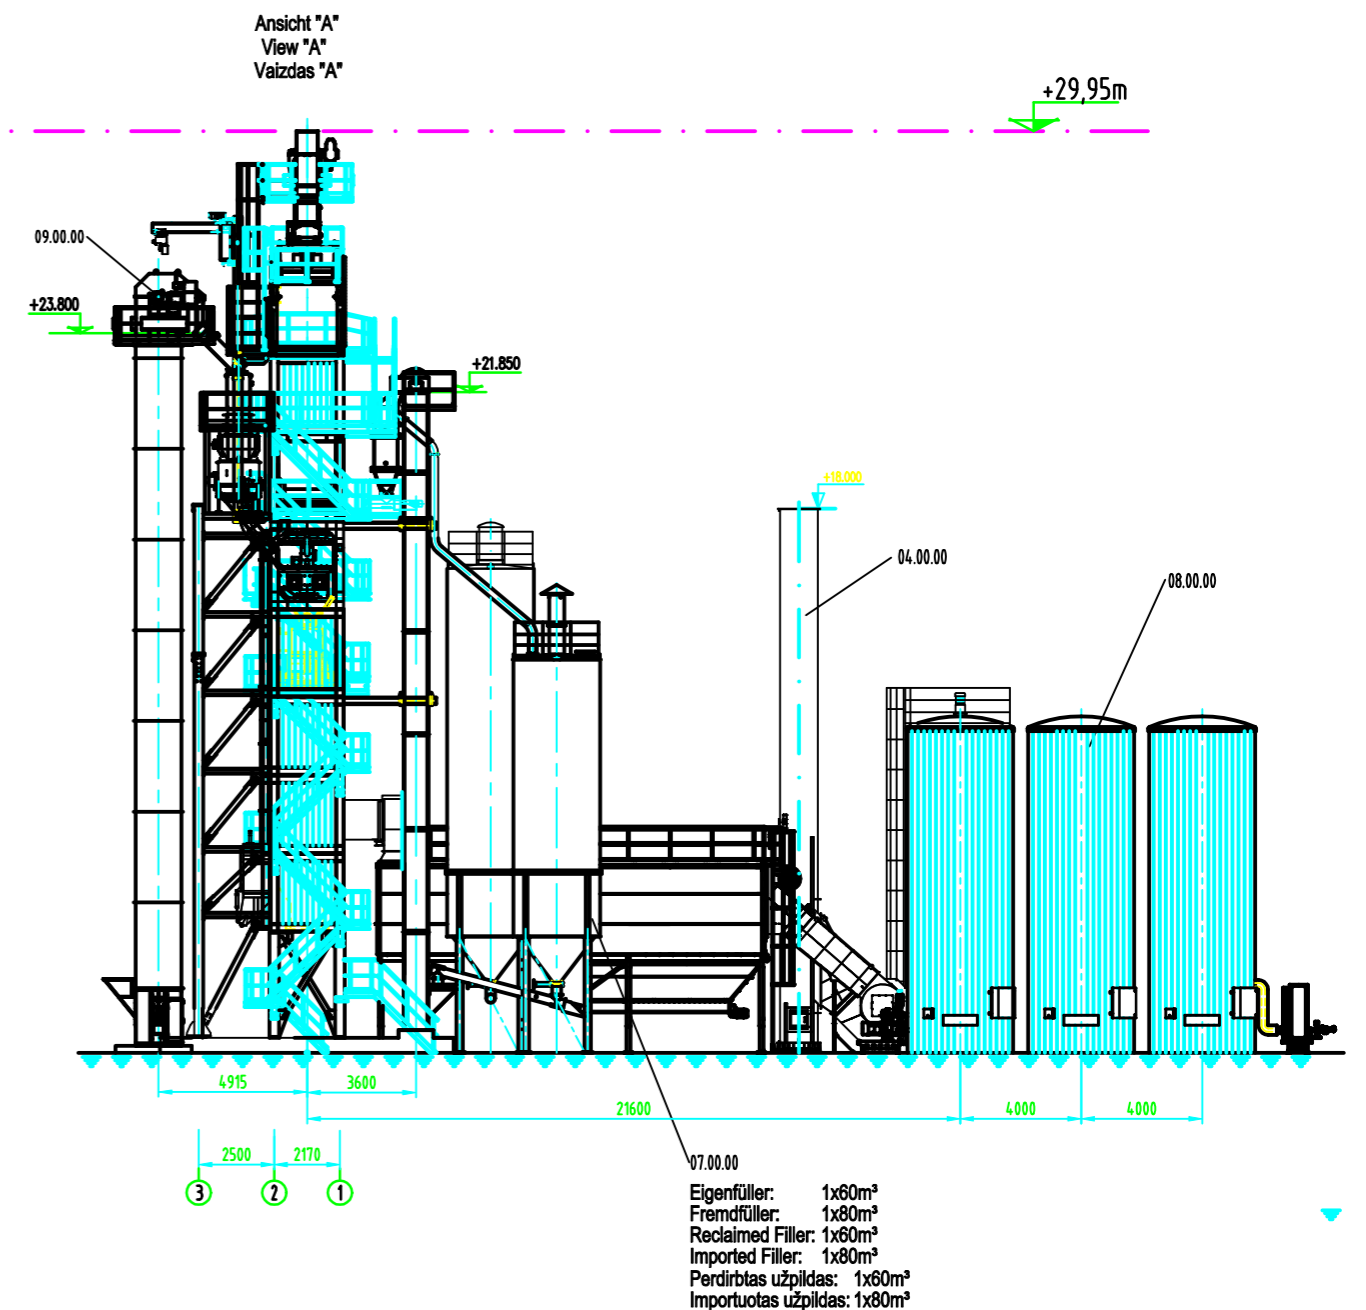 Ansicht "A"
View "A"
Vaizdas "A"
+29,95m
09.00.00
+23.800
+21.850
+18.000
04.00.00
08.00.00
4915
3600
21600
4000
4000
2500
2170
3
2
1
07.00.00
Eigenfüller: 1x60m³
Fremdfüller: 1x80m³
Reclaimed Filler: 1x60m³
Imported Filler: 1x80m³
Perdirbtas užpildas: 1x60m³
Importuotas užpildas: 1x80m³